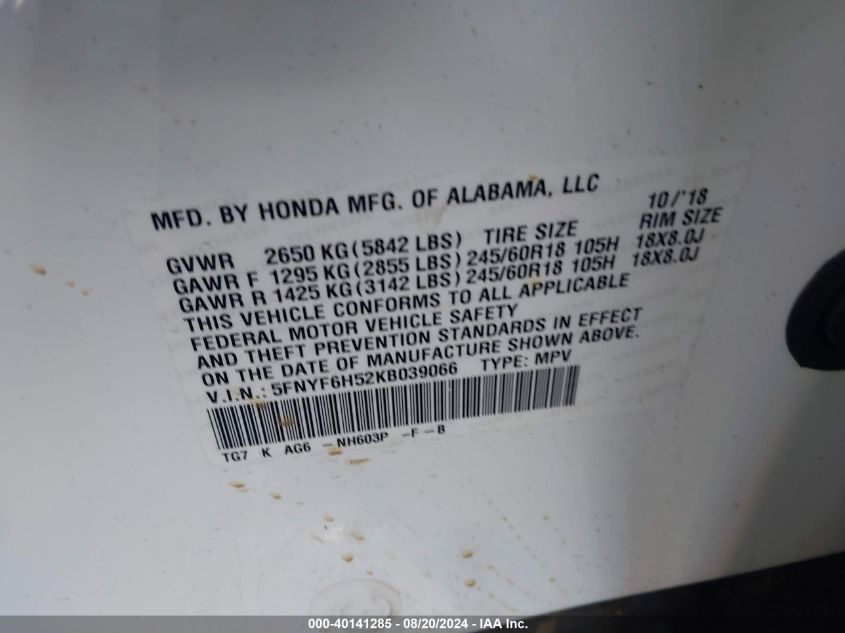 MFD. BY HONDA MFG. OF ALABAMA, LLC 10/'18
GVWR 2650 KG(5842 LBS) TIRE SIZE RIM SIZE
GAWR F 1295 KG(2855 LBS) 245/60R18 105H 18X8.0J
GAWR R 1425 KG(3142 LBS) 245/60R18 105H 18X8.0J
THIS VEHICLE CONFORMS TO ALL APPLICABLE
FEDERAL MOTOR VEHICLE SAFETY
AND THEFT PREVENTION STANDARDS IN EFFECT
ON THE DATE OF MANUFACTURE SHOWN ABOVE.
V.I.N.: 5FNYF6H52KB039066 TYPE: MPV
TG7 K AG6 -NH603P -F-B
000-40141285 - 08/20/2024 - IAA Inc.